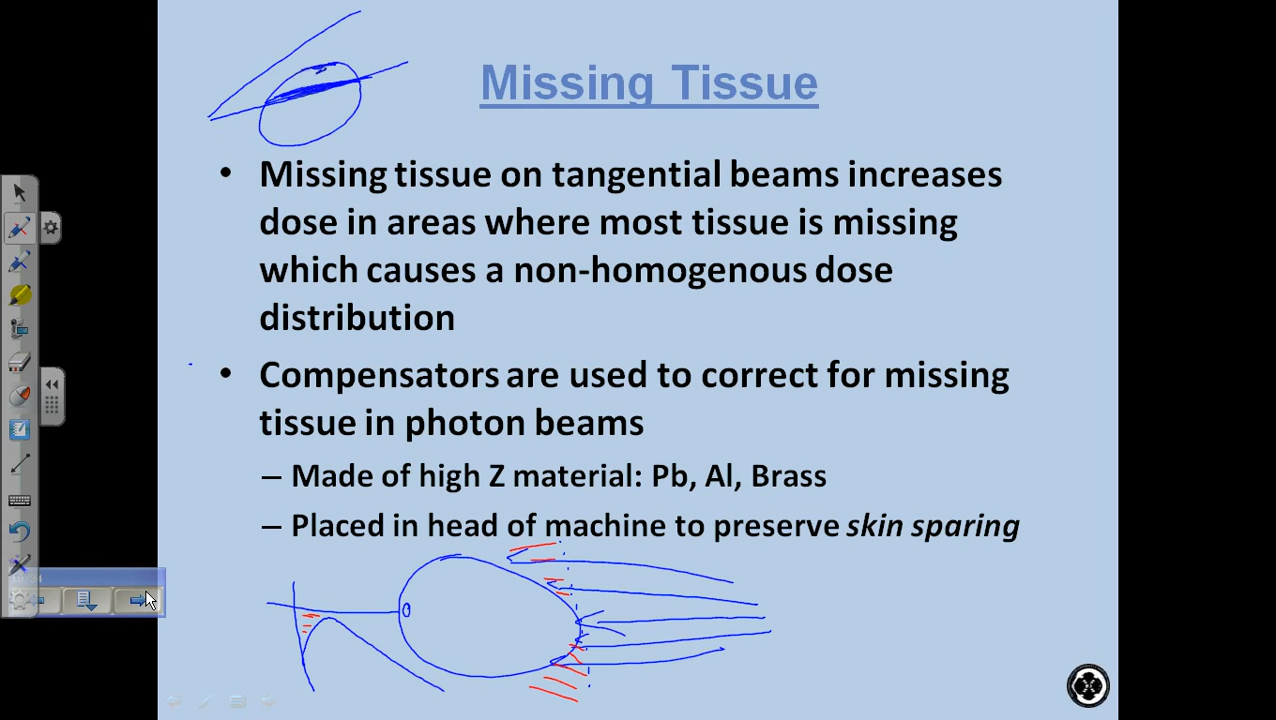 Missing Tissue
• Missing tissue on tangential beams increases
dose in areas where most tissue is missing
which causes a non-homogenous dose
distribution
• Compensators are used to correct for missing
tissue in photon beams
– Made of high Z material: Pb, Al, Brass
– Placed in head of machine to preserve skin sparing